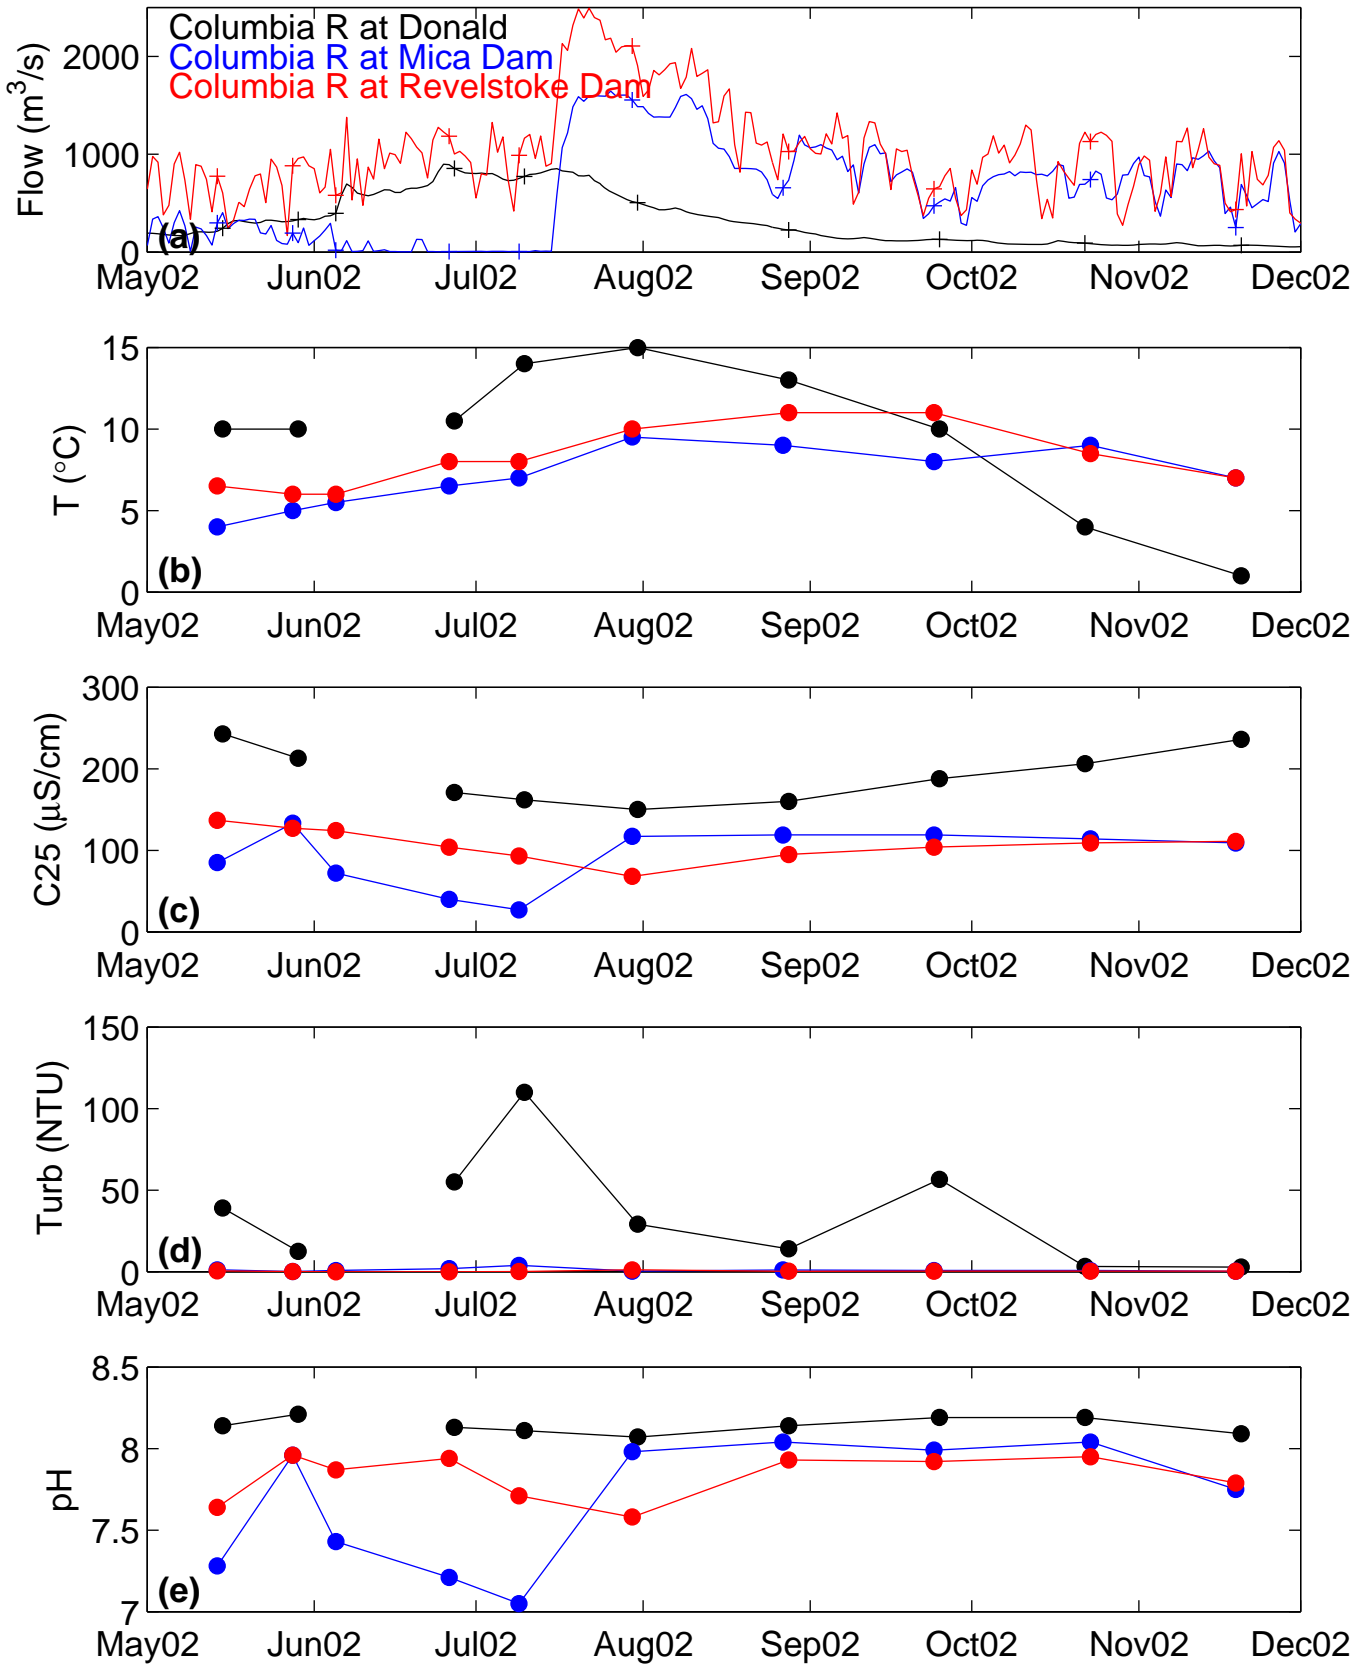 Columbia R at Donald
Columbia R at Mica Dam
Columbia R at Revelstoke Dam
Flow (m³/s)
2000
1000
0
(a)
May02 Jun02 Jul02 Aug02 Sep02 Oct02 Nov02 Dec02
T (°C)
15
10
5
0
(b)
May02 Jun02 Jul02 Aug02 Sep02 Oct02 Nov02 Dec02
C25 (µS/cm)
300
200
100
0
(c)
May02 Jun02 Jul02 Aug02 Sep02 Oct02 Nov02 Dec02
Turb (NTU)
150
100
50
0
(d)
May02 Jun02 Jul02 Aug02 Sep02 Oct02 Nov02 Dec02
pH
8.5
8
7.5
7
(e)
May02 Jun02 Jul02 Aug02 Sep02 Oct02 Nov02 Dec02